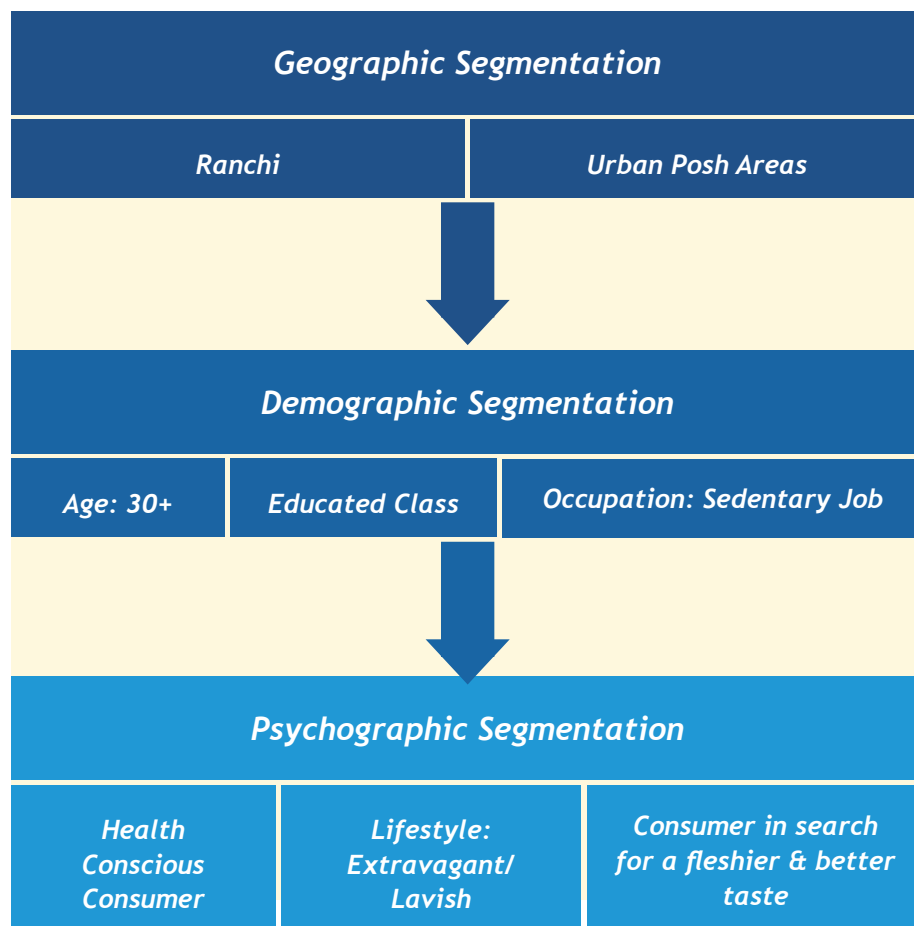 Geographic Segmentation
Ranchi
Urban Posh Areas
Demographic Segmentation
Age: 30+
Educated Class
Occupation: Sedentary Job
Psychographic Segmentation
Health
Conscious
Consumer
Lifestyle:
Extravagant/
Lavish
Consumer in search
for a fleshier & better
taste